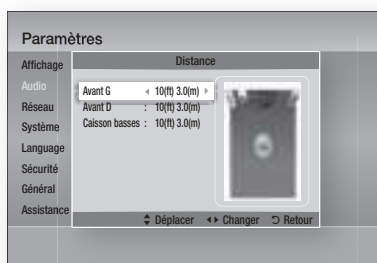 Paramètres
Affichage
Audio
Réseau
Système
Language
Sécurité
Général
Assistance
Distance
Avant G ◂ 10(ft) 3.0(m) ▸
Avant D : 10(ft) 3.0(m)
Caisson basses : 10(ft) 3.0(m)
Déplacer Changer Retour